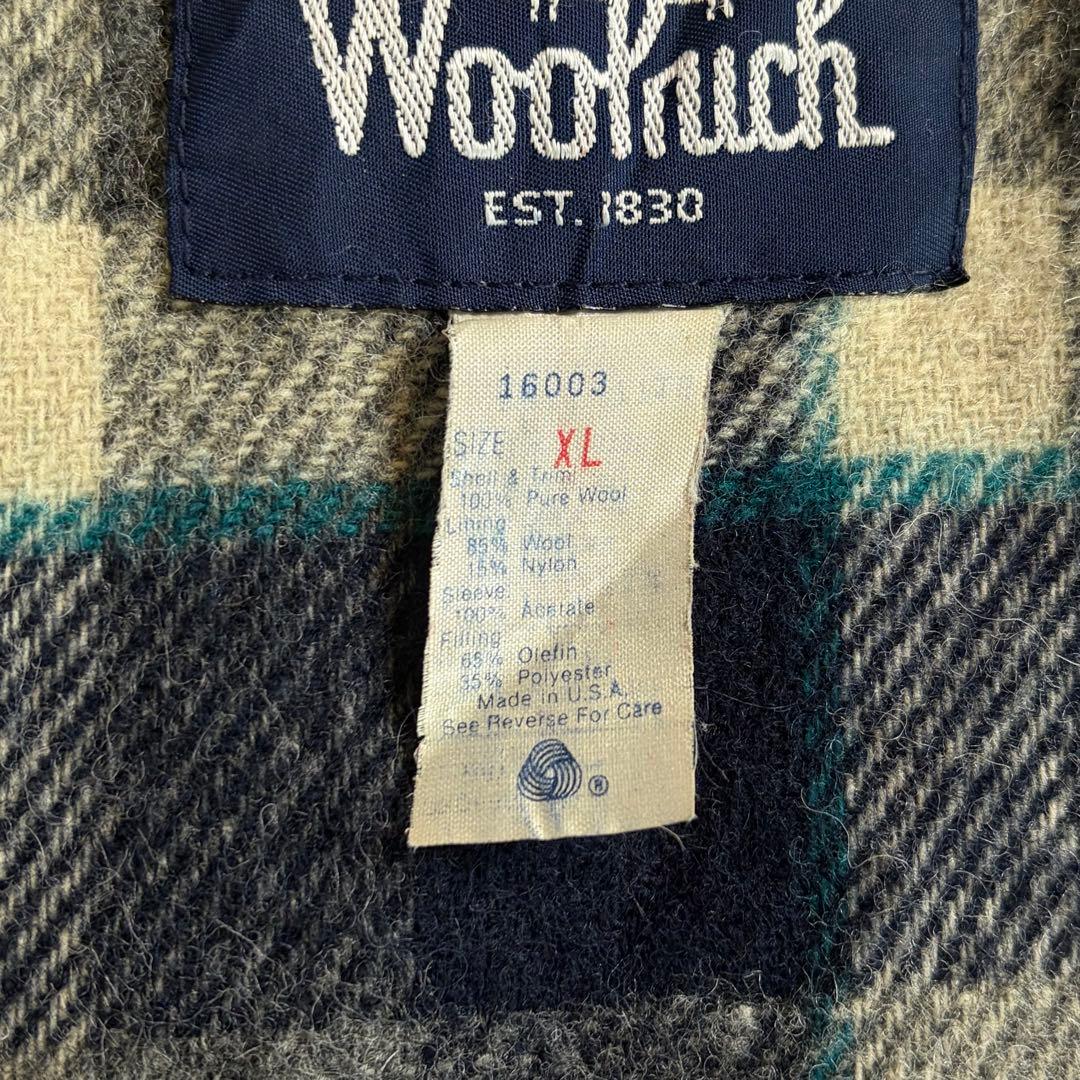 Woolrich
EST. 1830
16003
SIZE XL
Shell & Trim
100% Pure Wool
Lining
85% Wool
15% Nylon
Sleeve
100% Acetate
Filling
65% Olefin
35% Polyester
Made in U.S.A.
See Reverse For Care
®